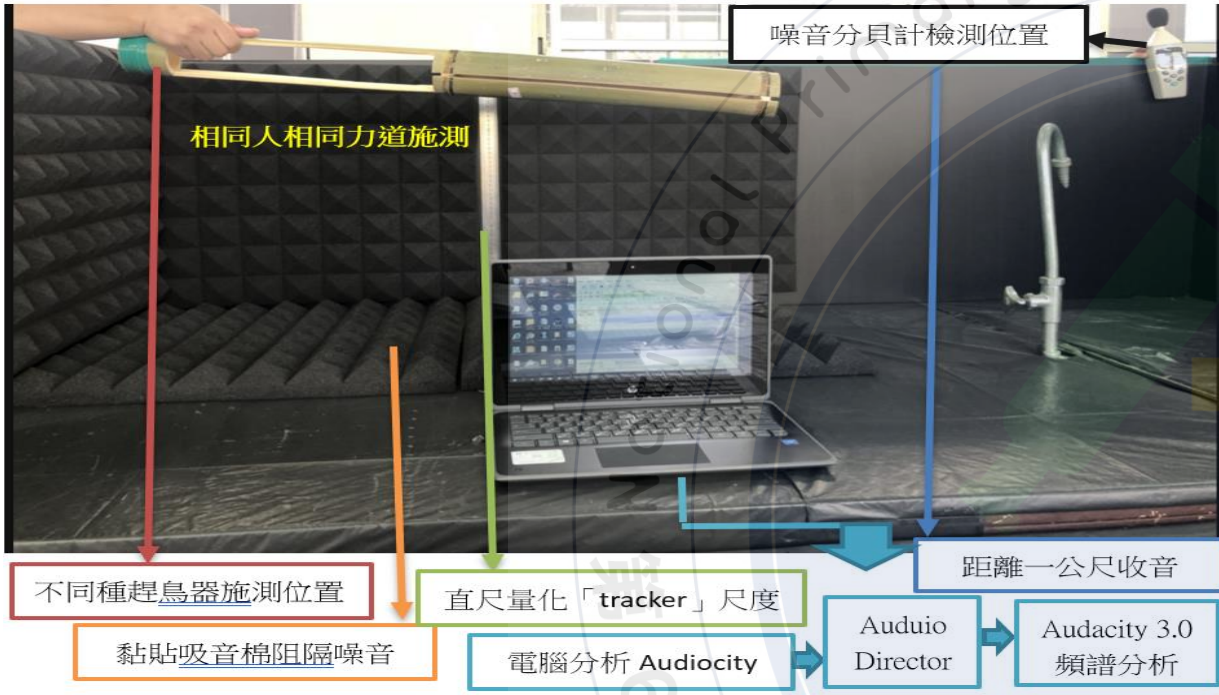 噪音分貝計檢測位置
相同人相同力道施測
不同種趕鳥器施測位置
直尺量化「tracker」尺度
距離一公尺收音
黏貼吸音棉阻隔噪音
電腦分析 Audiocity
Auduio
Director
Audacity 3.0
頻譜分析